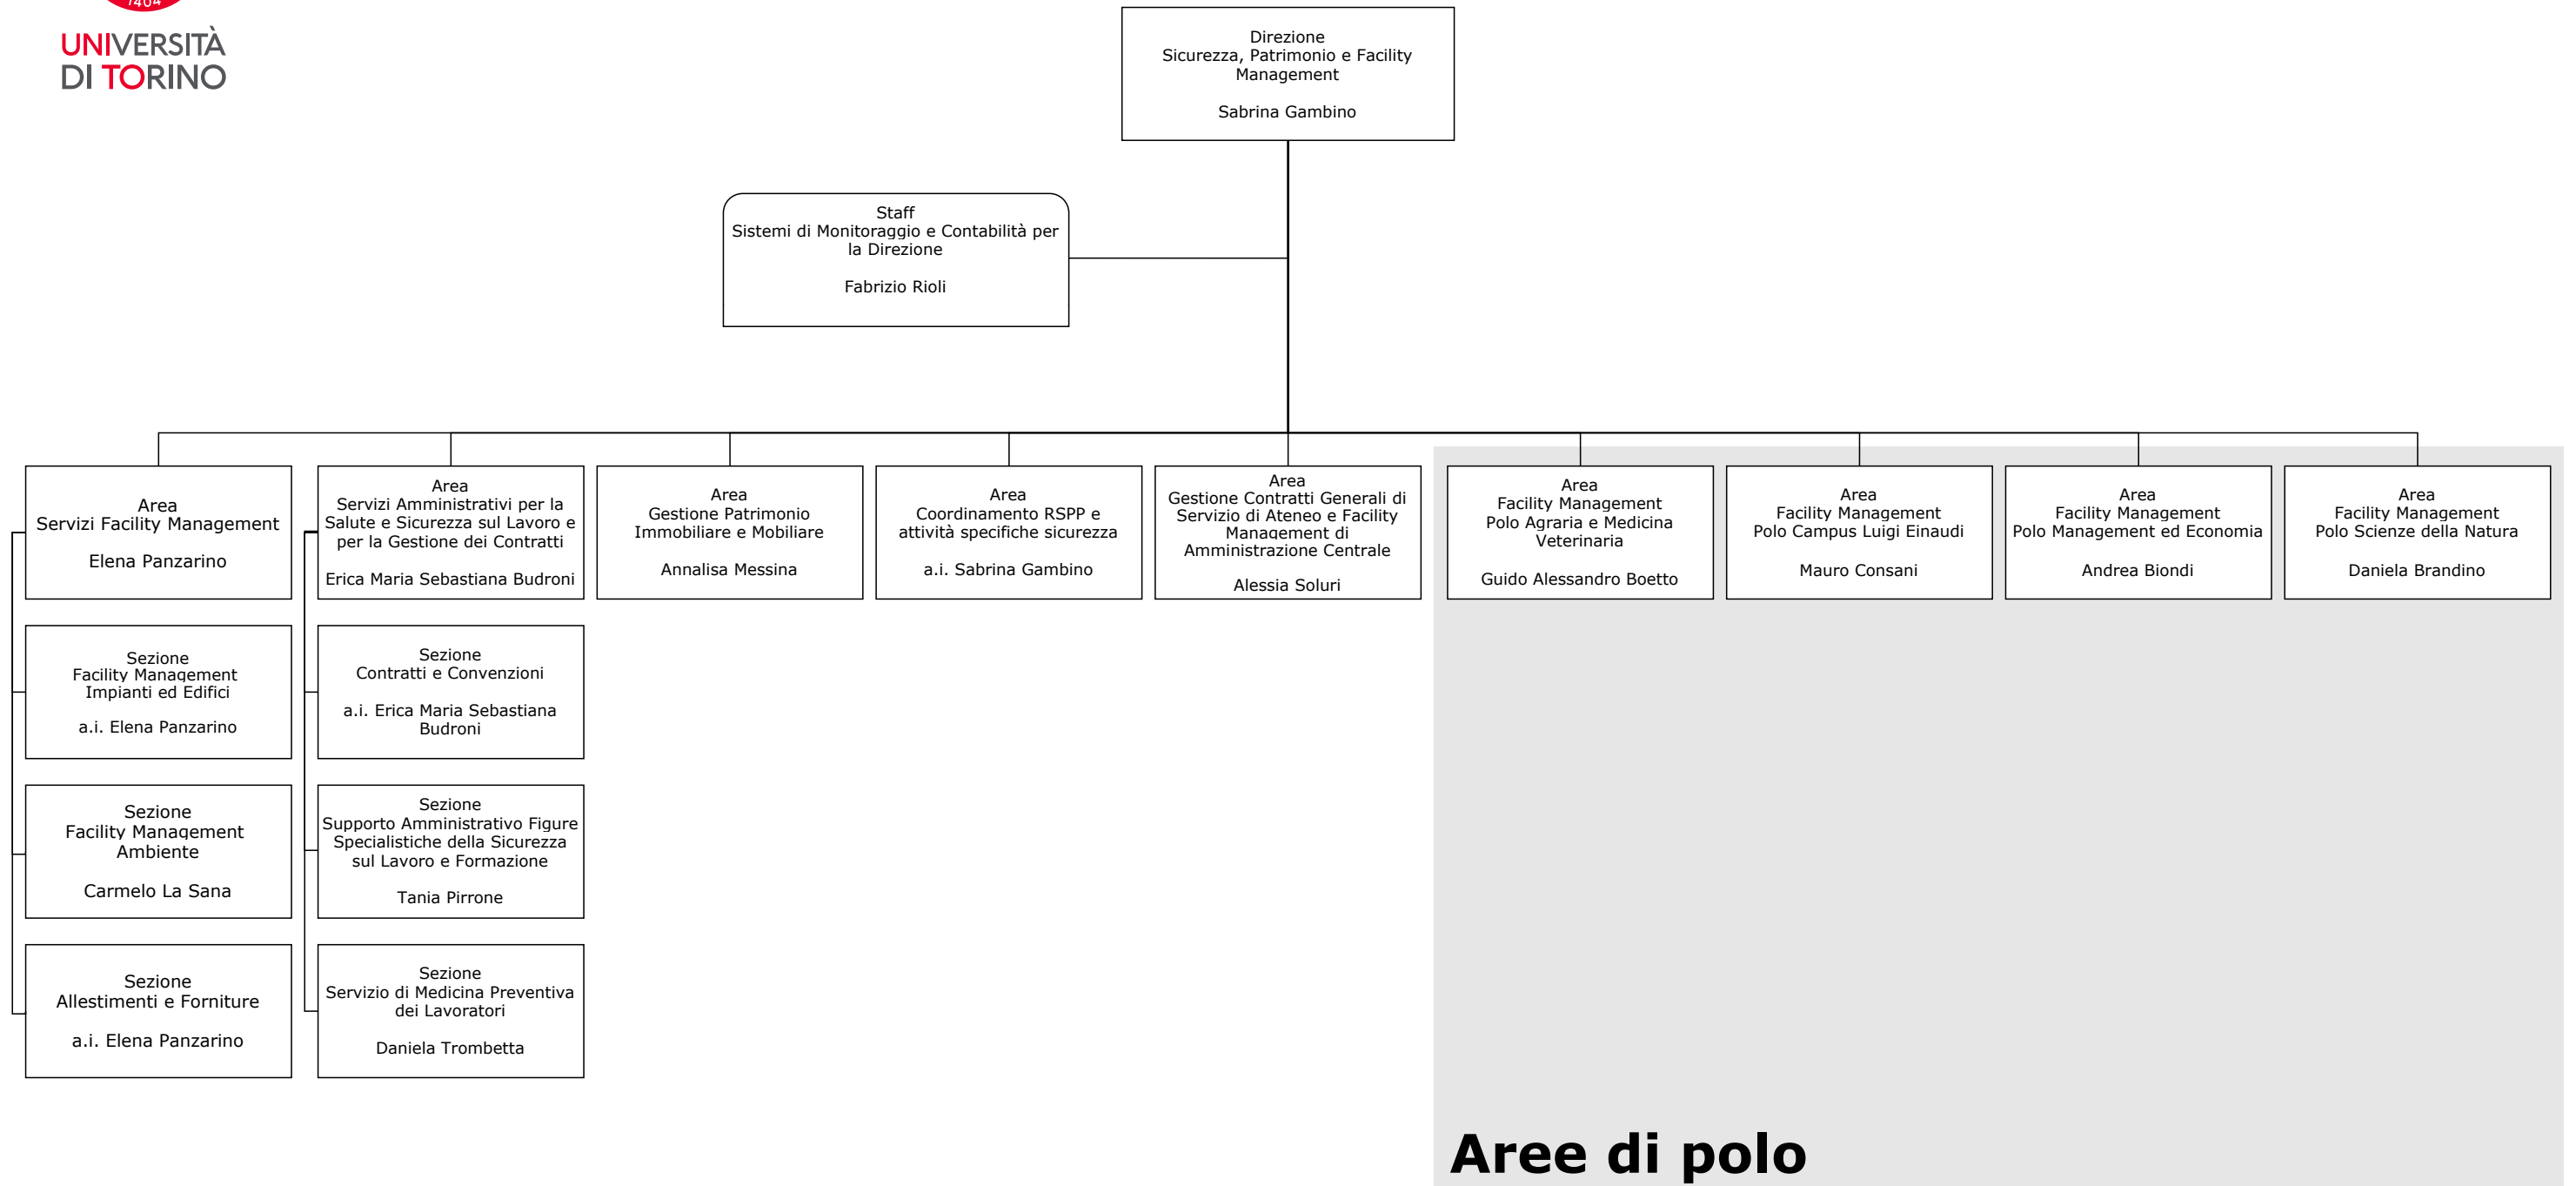 1404
UNIVERSITÀ
DI TORINO
Direzione
Sicurezza, Patrimonio e Facility
Management
Sabrina Gambino
Staff
Sistemi di Monitoraggio e Contabilità per
la Direzione
Fabrizio Rioli
Area
Servizi Facility Management
Elena Panzarino
Area
Servizi Amministrativi per la
Salute e Sicurezza sul Lavoro e
per la Gestione dei Contratti
Erica Maria Sebastiana Budroni
Area
Gestione Patrimonio
Immobiliare e Mobiliare
Annalisa Messina
Area
Coordinamento RSPP e
attività specifiche sicurezza
a.i. Sabrina Gambino
Area
Gestione Contratti Generali di
Servizio di Ateneo e Facility
Management di
Amministrazione Centrale
Alessia Soluri
Area
Facility Management
Polo Agraria e Medicina
Veterinaria
Guido Alessandro Boetto
Area
Facility Management
Polo Campus Luigi Einaudi
Mauro Consani
Area
Facility Management
Polo Management ed Economia
Andrea Biondi
Area
Facility Management
Polo Scienze della Natura
Daniela Brandino
Sezione
Facility Management
Impianti ed Edifici
a.i. Elena Panzarino
Sezione
Contratti e Convenzioni
a.i. Erica Maria Sebastiana
Budroni
Sezione
Facility Management
Ambiente
Carmelo La Sana
Sezione
Supporto Amministrativo Figure
Specialistiche della Sicurezza
sul Lavoro e Formazione
Tania Pirrone
Sezione
Allestimenti e Forniture
a.i. Elena Panzarino
Sezione
Servizio di Medicina Preventiva
dei Lavoratori
Daniela Trombetta
Aree di polo